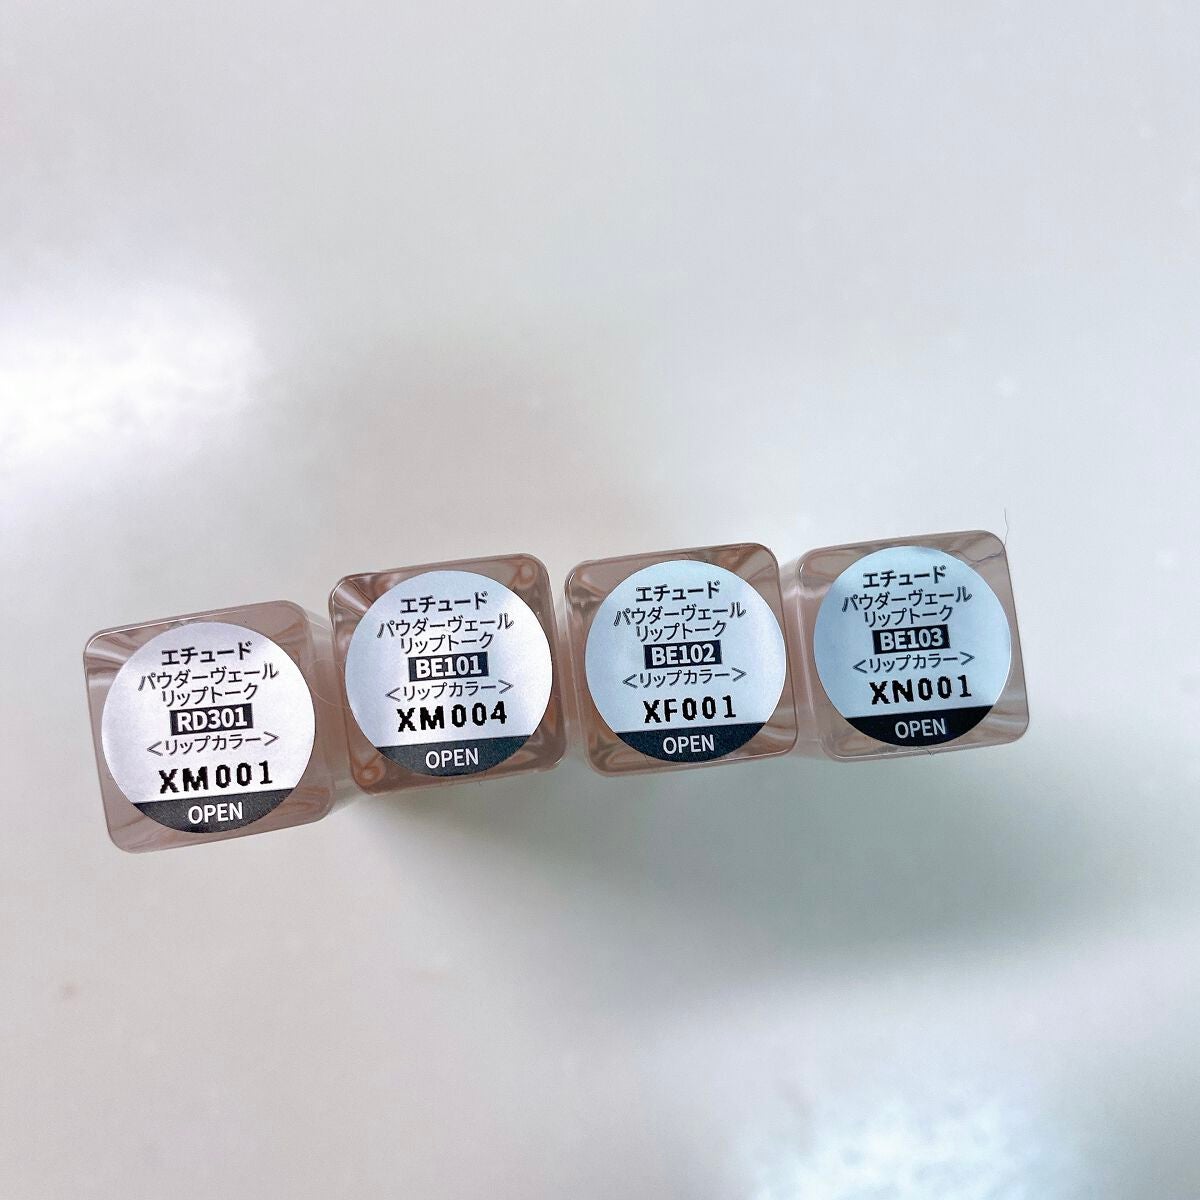 エチュード
パウダーヴェール
リップトーク
RD301
<リップカラー>
XM001
OPEN
エチュード
パウダーヴェール
リップトーク
BE101
<リップカラー>
XM004
OPEN
エチュード
パウダーヴェール
リップトーク
BE102
<リップカラー>
XF001
OPEN
エチュード
パウダーヴェール
リップトーク
BE103
<リップカラー>
XN001
OPEN